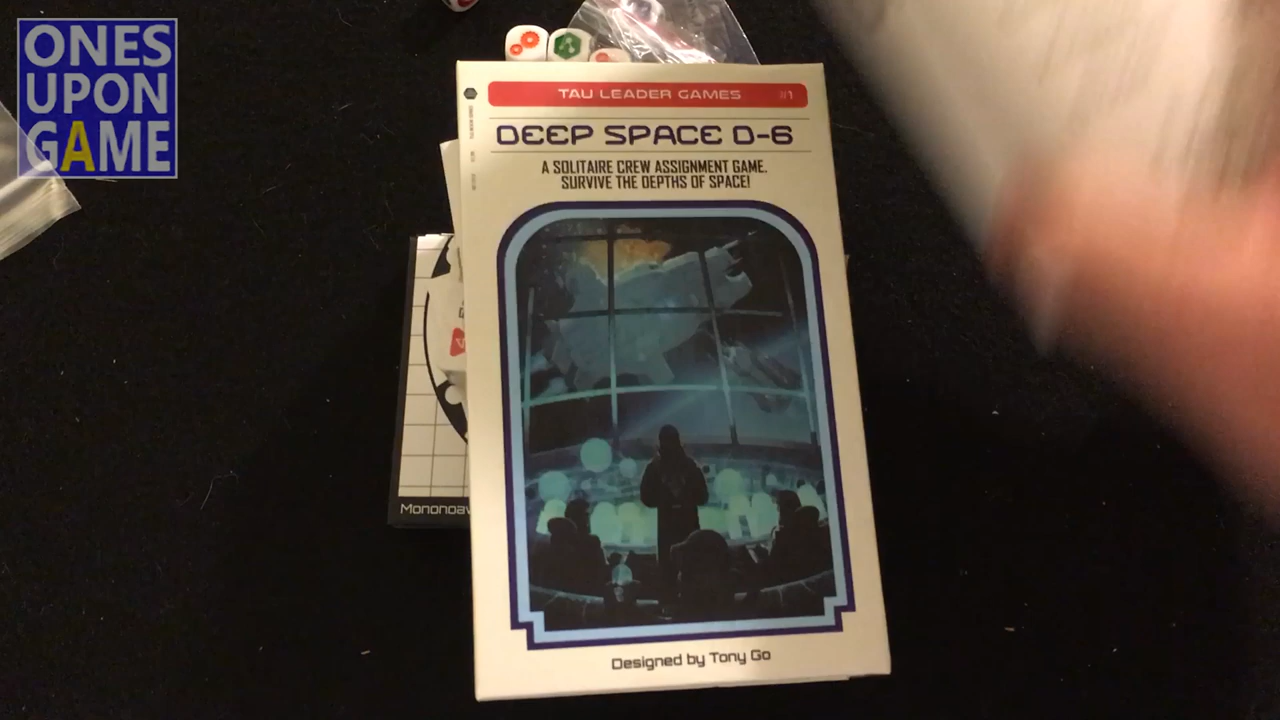 ONES
UPON
GAME
TAU LEADER GAMES #1
DEEP SPACE D-6
A SOLITAIRE CREW ASSIGNMENT GAME.
SURVIVE THE DEPTHS OF SPACE!
Designed by Tony Go